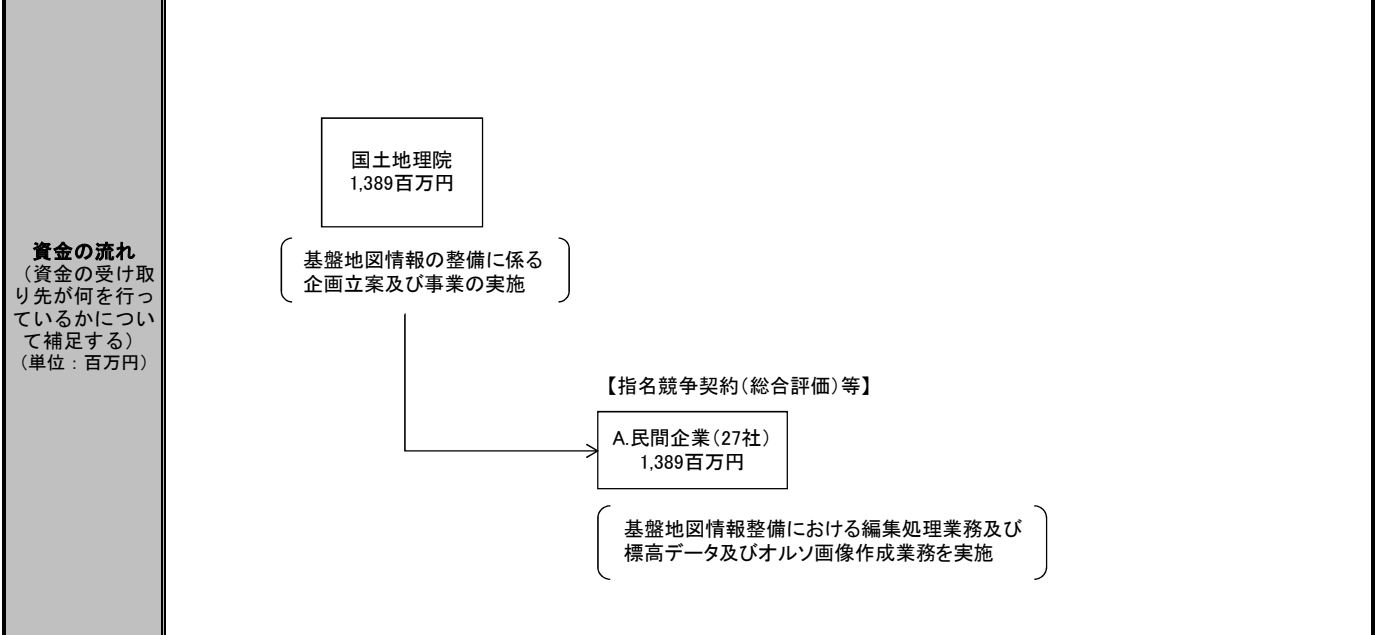 資金の流れ
（資金の受け取
り先が何を行っ
ているかについ
て補足する）
（単位：百万円）
国土地理院
1,389百万円
基盤地図情報の整備に係る
企画立案及び事業の実施
【指名競争契約（総合評価）等】
A.民間企業（27社）
1,389百万円
基盤地図情報整備における編集処理業務及び
標高データ及びオルソ画像作成業務を実施